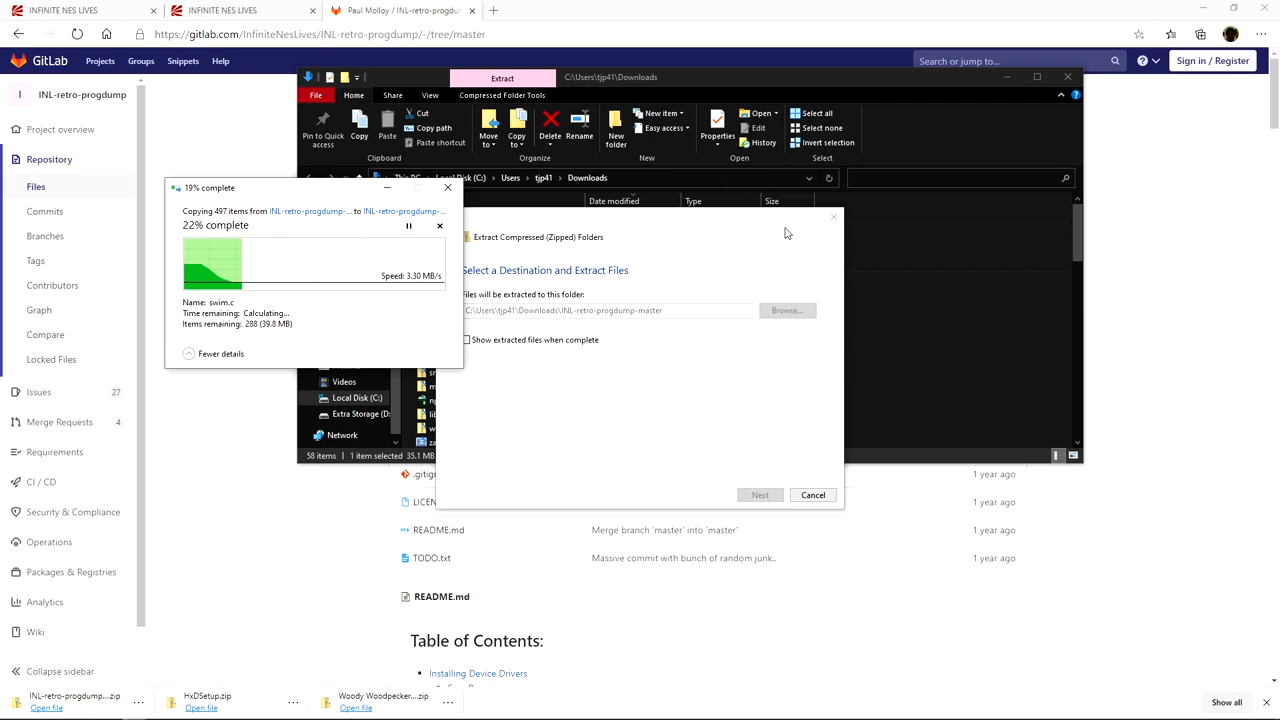 INFINITE NES LIVES
INFINITE NES LIVES
Paul Molloy / INL-retro-progdu
https://gitlab.com/InfiniteNesLives/INL-retro-progdump/-/tree/master
GitLab
Projects
Groups
Snippets
Help
Search or jump to...
Sign in / Register
INL-retro-progdump
Project overview
Repository
Files
Commits
Branches
Tags
Contributors
Graph
Compare
Locked Files
Issues 27
Merge Requests 4
Requirements
CI / CD
Security & Compliance
Operations
Packages & Registries
Analytics
Wiki
Collapse sidebar
Extract
C:\Users\tjp41\Downloads
File
Home
Share
View
Compressed Folder Tools
Pin to Quick
access
Copy
Paste
Cut
Copy path
Paste shortcut
Clipboard
Move
to
Copy
to
Delete
Rename
Organize
New
folder
New item
Easy access
New
Properties
Open
Edit
History
Open
Select all
Select none
Invert selection
Select
Local Disk (C:)
Users
tjp41
Downloads
Date modified
Type
Size
19% complete
Copying 497 items from INL-retro-progdump-... to INL-retro-progdump-...
22% complete
Speed: 3.30 MB/s
Name: swim.c
Time remaining: Calculating...
Items remaining: 288 (39.8 MB)
Fewer details
Extract Compressed (Zipped) Folders
Select a Destination and Extract Files
Files will be extracted to this folder:
C:\Users\tjp41\Downloads\INL-retro-progdump-master
Browse...
Show extracted files when complete
Next
Cancel
Videos
Local Disk (C:)
Extra Storage (D:
Network
58 items
1 item selected 35.1 MB
.gitig
1 year ago
LICEN
1 year ago
README.md
Merge branch 'master' into 'master'
1 year ago
TODO.txt
Massive commit with bunch of random junk..
1 year ago
README.md
Table of Contents:
Installing Device Drivers
INL-retro-progdump....zip
Open file
HxDSetup.zip
Open file
Woody Woodpecker....zip
Open file
Show all